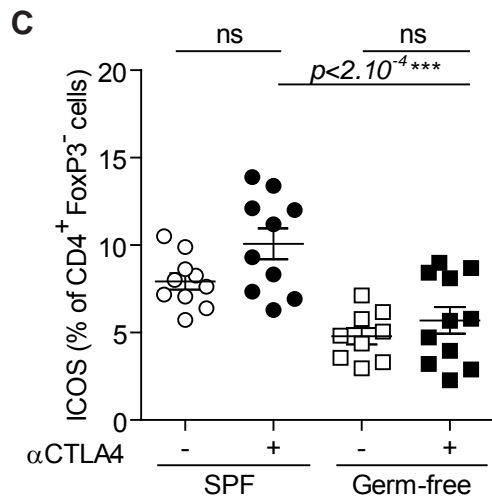 C
ns ns
p<2.10⁻⁴ ***
ICOS (% of CD4⁺ FoxP3⁻ cells)
20
15
10
5
0
αCTLA4 - + - +
SPF Germ-free